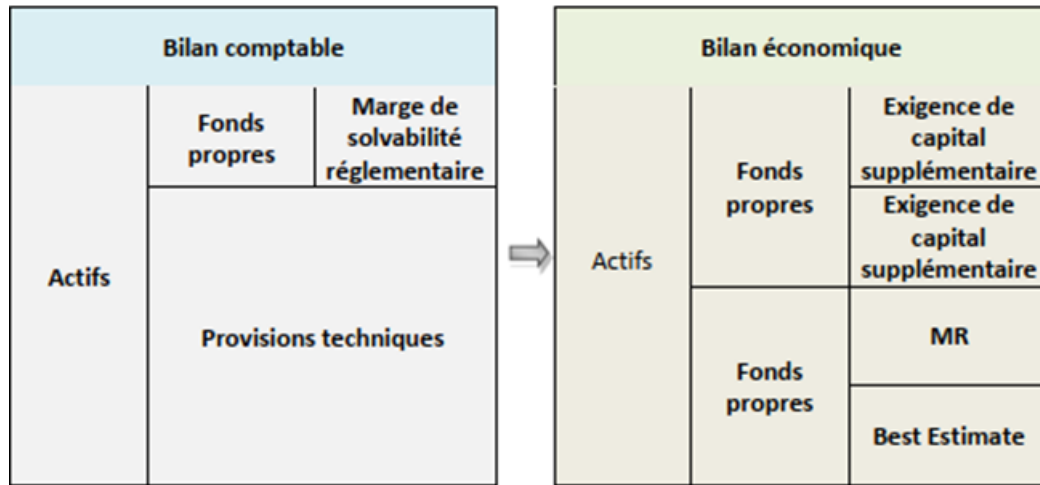 Bilan comptable
Actifs
Fonds
propres
Marge de
solvabilité
réglementaire
Provisions techniques
Bilan économique
Actifs
Fonds
propres
Exigence de
capital
supplémentaire
Exigence de
capital
supplémentaire
Fonds
propres
MR
Best Estimate